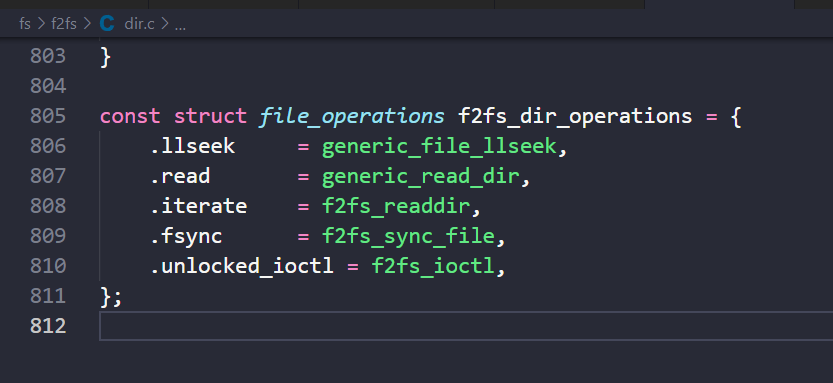 fs > f2fs > C dir.c > ...
803 }
804
805 const struct file_operations f2fs_dir_operations = {
806     .llseek     = generic_file_llseek,
807     .read       = generic_read_dir,
808     .iterate    = f2fs_readdir,
809     .fsync      = f2fs_sync_file,
810     .unlocked_ioctl = f2fs_ioctl,
811 };
812